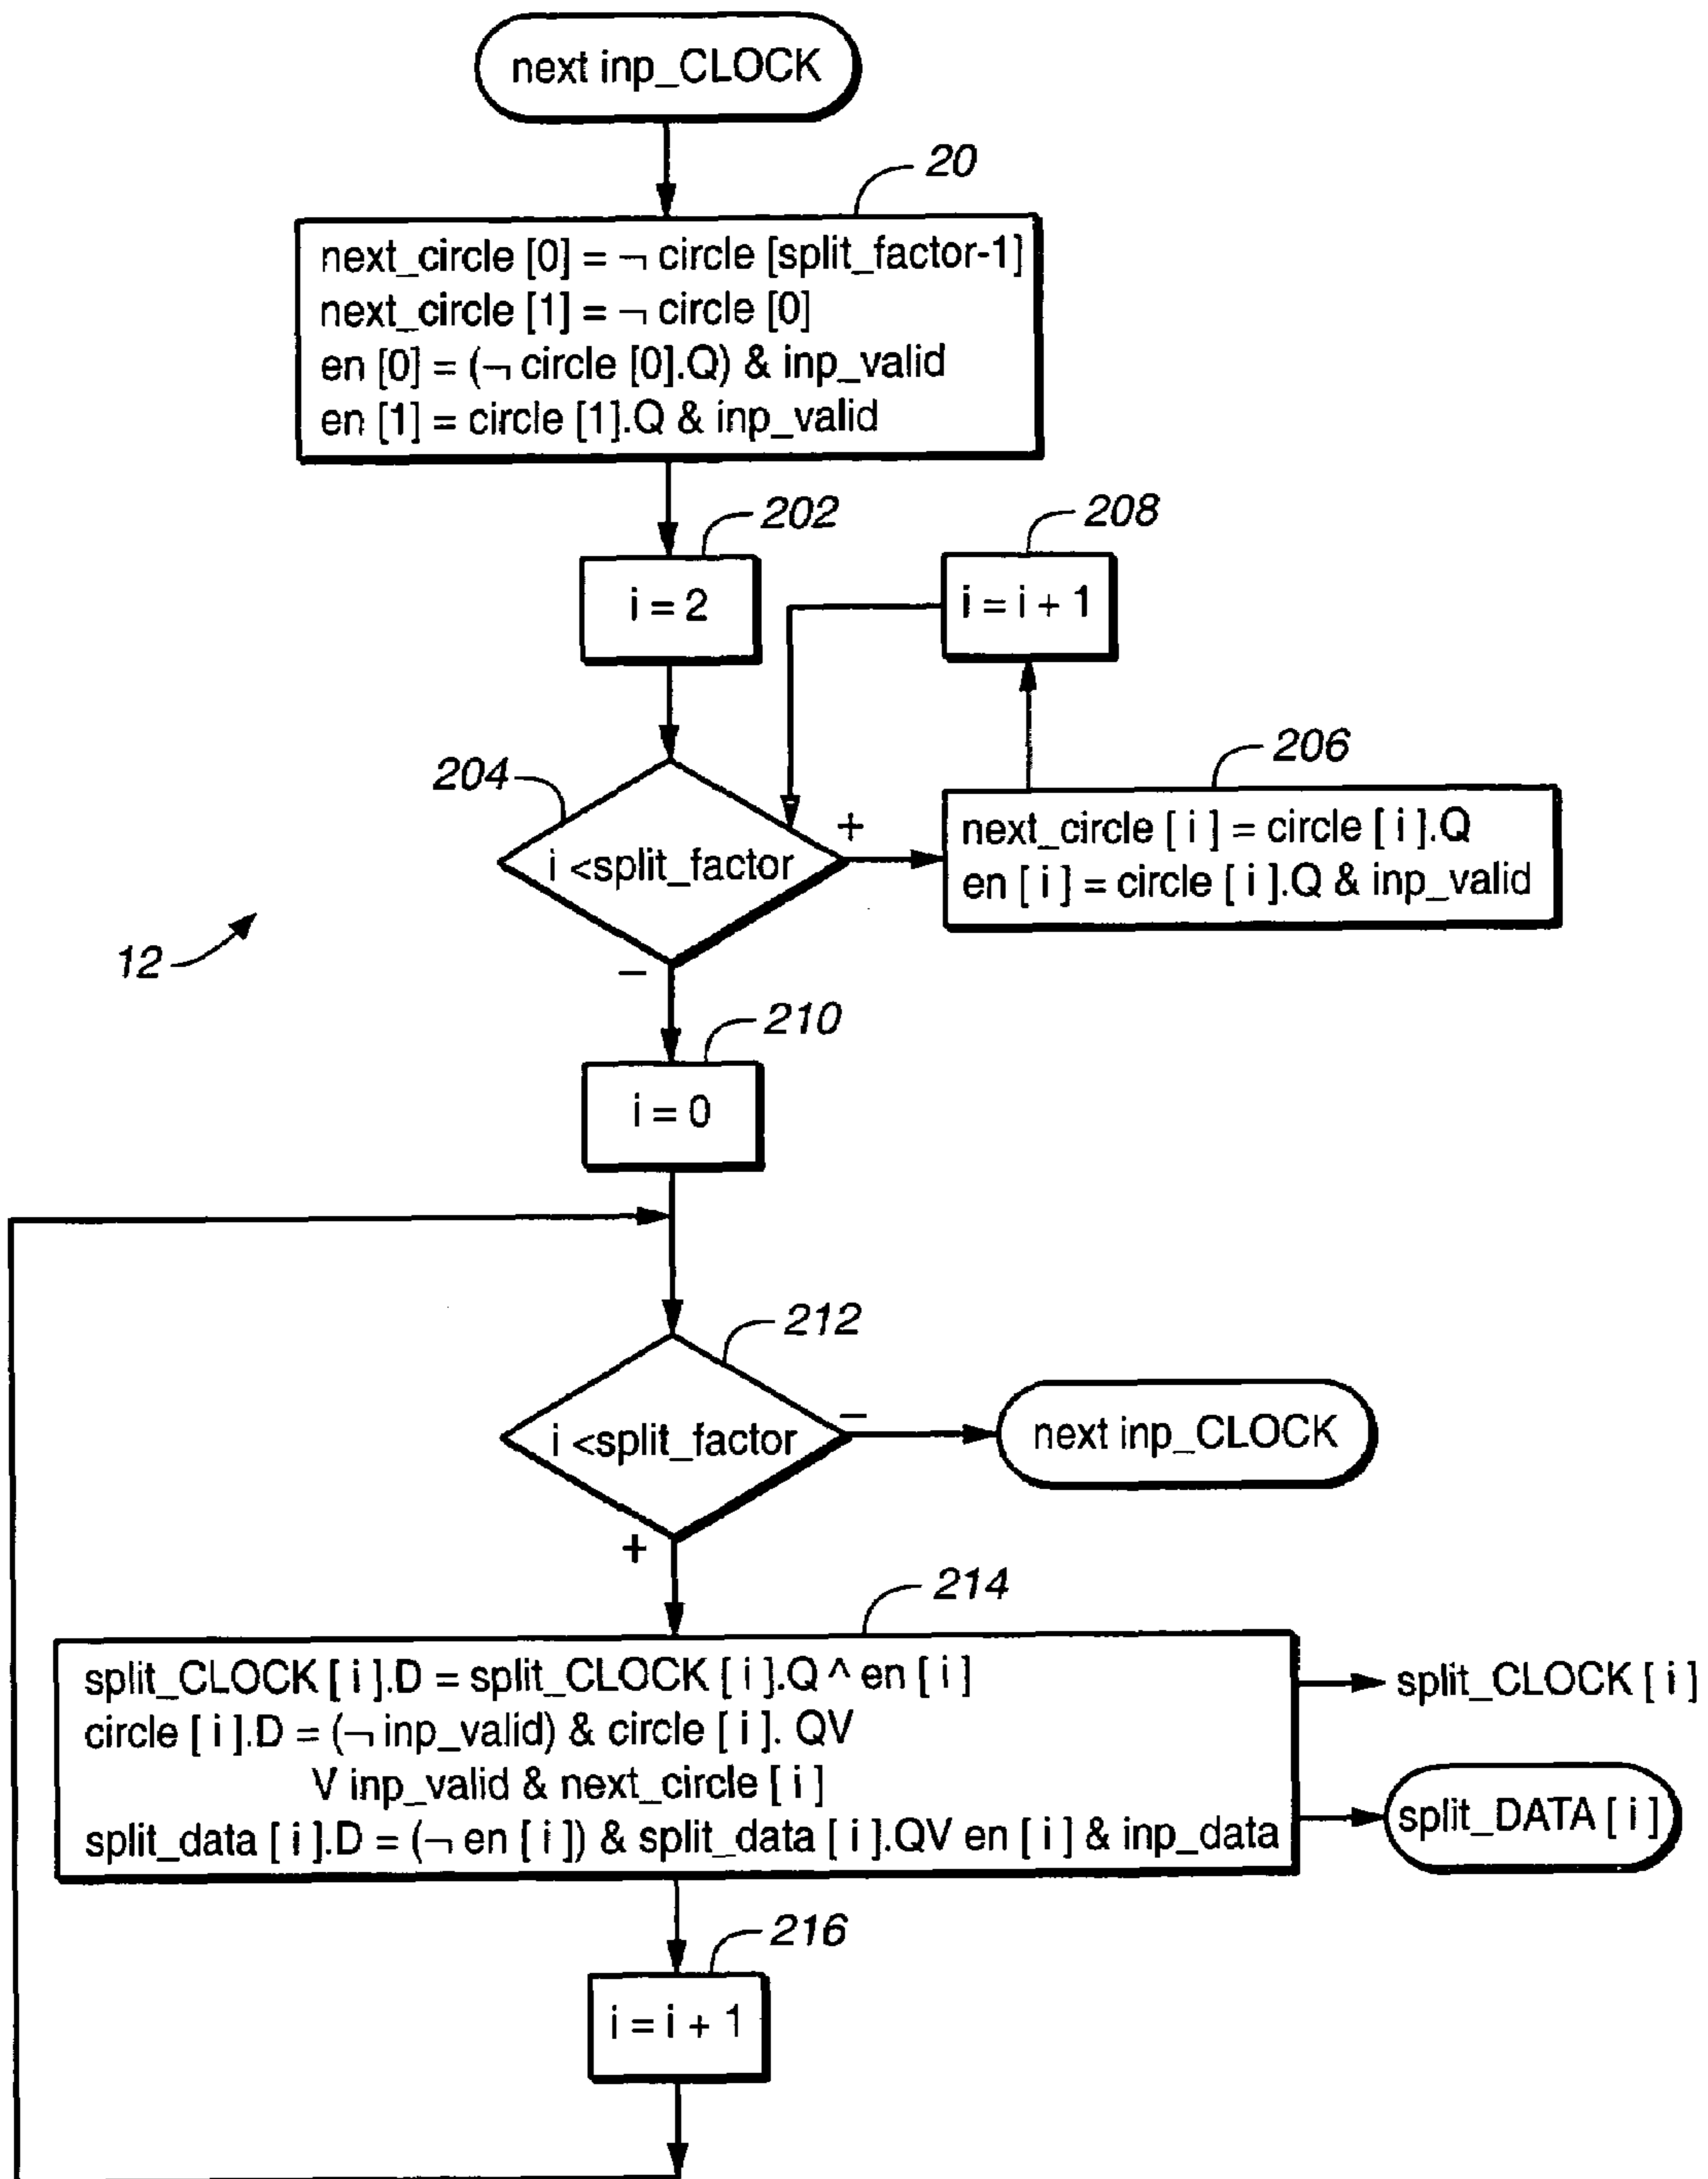 next inp_CLOCK
20
next_circle [0] = ¬ circle [split_factor-1]
next_circle [1] = ¬ circle [0]
en [0] = (¬ circle [0].Q) & inp_valid
en [1] = circle [1].Q & inp_valid
202
i = 2
208
i = i + 1
204
i <split_factor
+
−
206
next_circle [ i ] = circle [ i ].Q
en [ i ] = circle [ i ].Q & inp_valid
12
210
i = 0
212
i <split_factor
−
+
next inp_CLOCK
214
split_CLOCK [ i ].D = split_CLOCK [ i ].Q ^ en [ i ]
circle [ i ].D = (¬ inp_valid) & circle [ i ]. QV
V inp_valid & next_circle [ i ]
split_data [ i ].D = (¬ en [ i ]) & split_data [ i ].QV en [ i ] & inp_data
split_CLOCK [ i ]
split_DATA [ i ]
216
i = i + 1